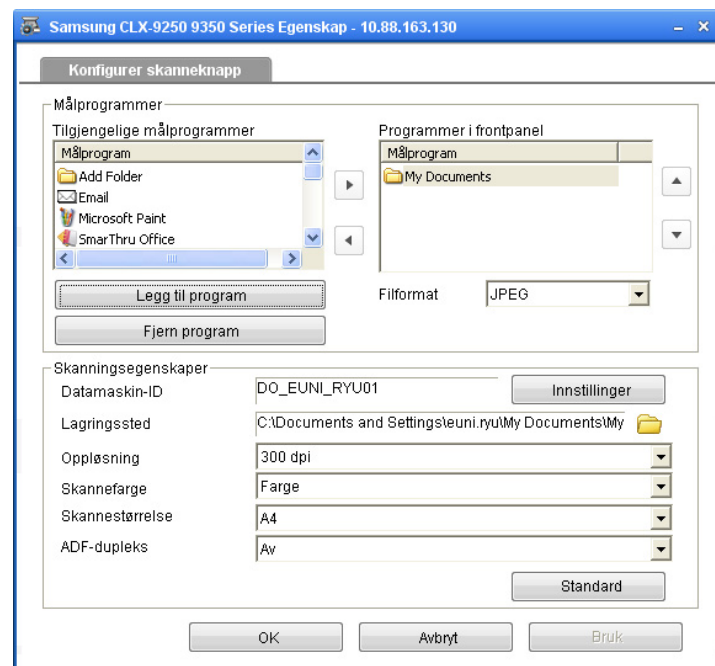 Samsung CLX-9250 9350 Series Egenskap - 10.88.163.130
Konfigurer skanneknapp
Målprogrammer
Tilgjengelige målprogrammer
Målprogram
Add Folder
Email
Microsoft Paint
SmarThru Office
Legg til program
Fjern program
Programmer i frontpanel
Målprogram
My Documents
Filformat JPEG
Skanningsegenskaper
Datamaskin-ID DO_EUNI_RYU01 Innstillinger
Lagringssted C:\Documents and Settings\euni.ryu\My Documents\My
Oppløsning 300 dpi
Skannefarge Farge
Skannestørrelse A4
ADF-dupleks Av
Standard
OK Avbryt Bruk